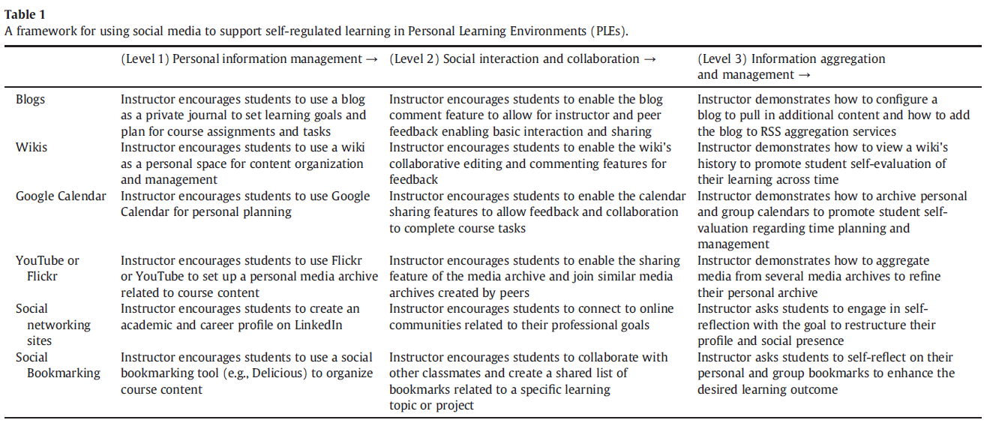 Table 1
A framework for using social media to support self-regulated learning in Personal Learning Environments (PLEs).
(Level 1) Personal information management → (Level 2) Social interaction and collaboration → (Level 3) Information aggregation
and management →
Blogs Instructor encourages students to use a blog Instructor encourages students to enable the blog Instructor demonstrates how to configure a
as a private journal to set learning goals and comment feature to allow for instructor and peer blog to pull in additional content and how to add
plan for course assignments and tasks feedback enabling basic interaction and sharing the blog to RSS aggregation services
Wikis Instructor encourages students to use a wiki Instructor encourages students to enable the wiki's Instructor demonstrates how to view a wiki's
as a personal space for content organization collaborative editing and commenting features for history to promote student self-evaluation of
and management feedback their learning across time
Google Calendar Instructor encourages students to use Google Instructor encourages students to enable the calendar Instructor demonstrates how to archive personal
Calendar for personal planning sharing features to allow feedback and collaboration and group calendars to promote student self-
to complete course tasks valuation regarding time planning and
management
YouTube or Instructor encourages students to use Flickr Instructor encourages students to enable the sharing Instructor demonstrates how to aggregate
Flickr or YouTube to set up a personal media archive feature of the media archive and join similar media media from several media archives to refine
related to course content archives created by peers their personal archive
Social Instructor encourages students to create an Instructor encourages students to connect to online Instructor asks students to engage in self-
networking academic and career profile on LinkedIn communities related to their professional goals reflection with the goal to restructure their
sites profile and social presence
Social Instructor encourages students to use a social Instructor encourages students to collaborate with Instructor asks students to self-reflect on their
Bookmarking bookmarking tool (e.g., Delicious) to organize other classmates and create a shared list of personal and group bookmarks to enhance the
course content bookmarks related to a specific learning desired learning outcome
topic or project